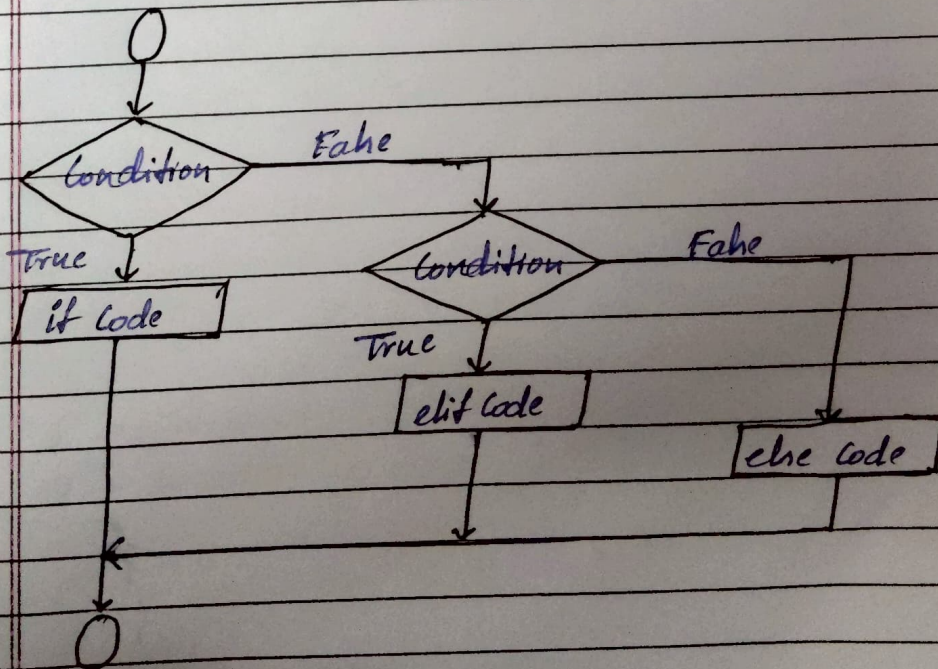 Condition
False
True
if Code
Condition
False
True
elif Code
else Code